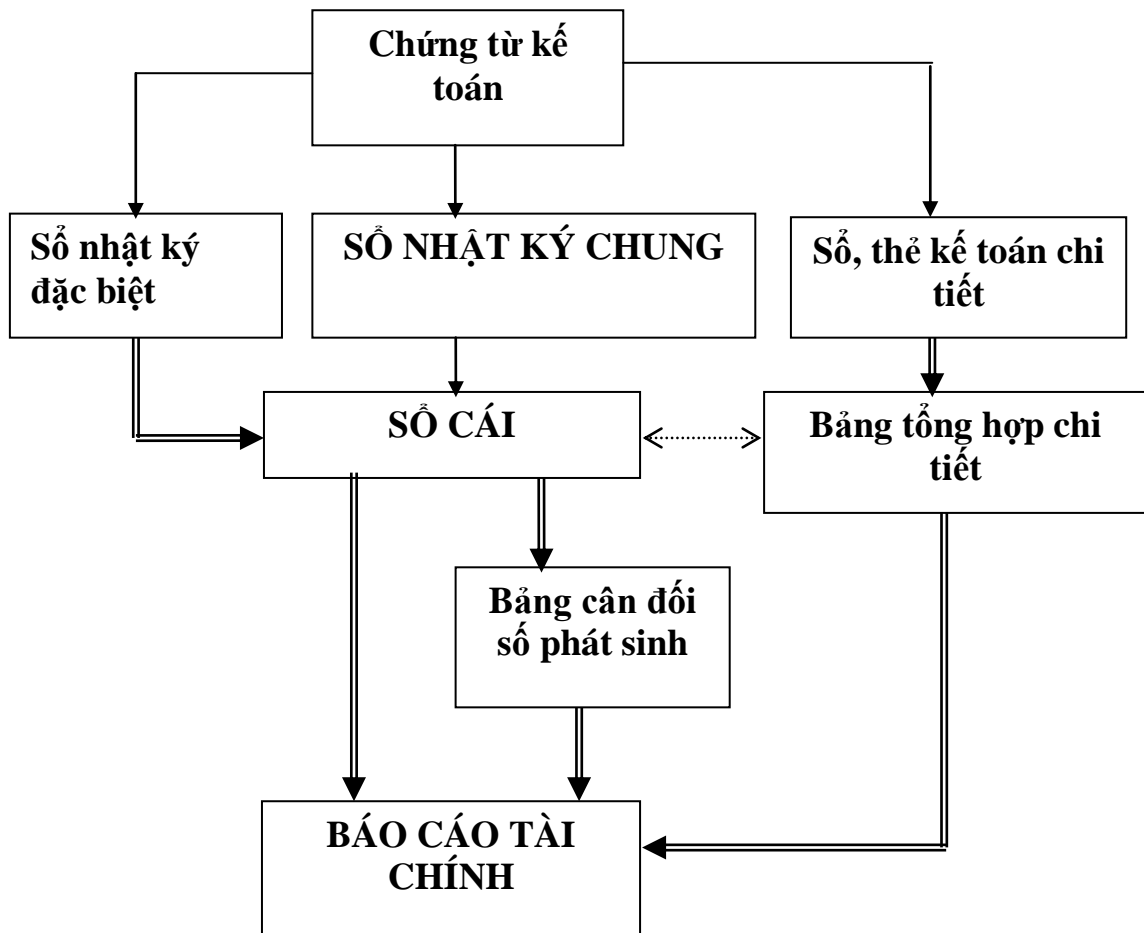 Chứng từ kế
toán
Sổ nhật ký
đặc biệt
SỔ NHẬT KÝ CHUNG
Sổ, thẻ kế toán chi
tiết
SỔ CÁI
Bảng tổng hợp chi
tiết
Bảng cân đối
số phát sinh
BÁO CÁO TÀI
CHÍNH